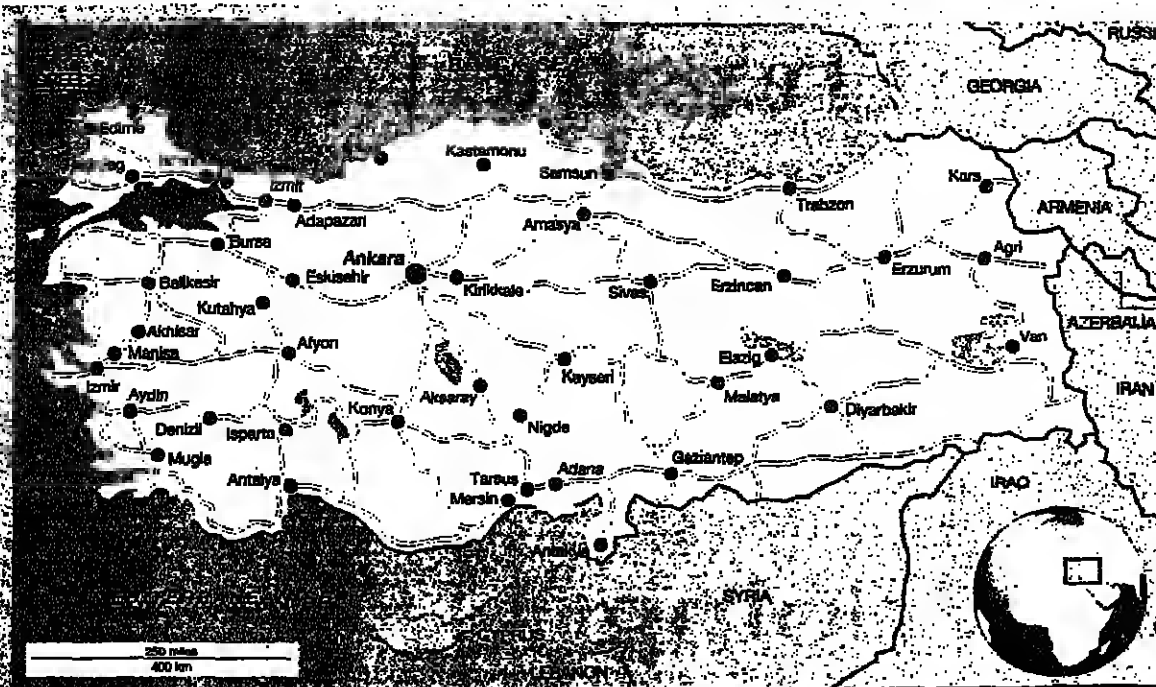 GEORGIA
Edirne
Kastamonu
Samsun
Izmit
Kars
Trabzon
Adapazari
Amasya
ARMENIA
Bursa
Ankara
Agri
Erzurum
Eskisehir
Balikesir
Kirikkale
Sivas
Erzincan
Kutahya
AZERBAIJA
Akhisar
Afyon
Van
Manisa
Elazig
Kayseri
Izmir
IRAN
Aksaray
Malatya
Aydin
Konya
Diyarbakir
Denizli
Isparta
Nigde
Mugla
Gaziantep
Antalya
Tarsus
Adana
IRAQ
Mersin
SYRIA
250 miles
400 km
LEBANON